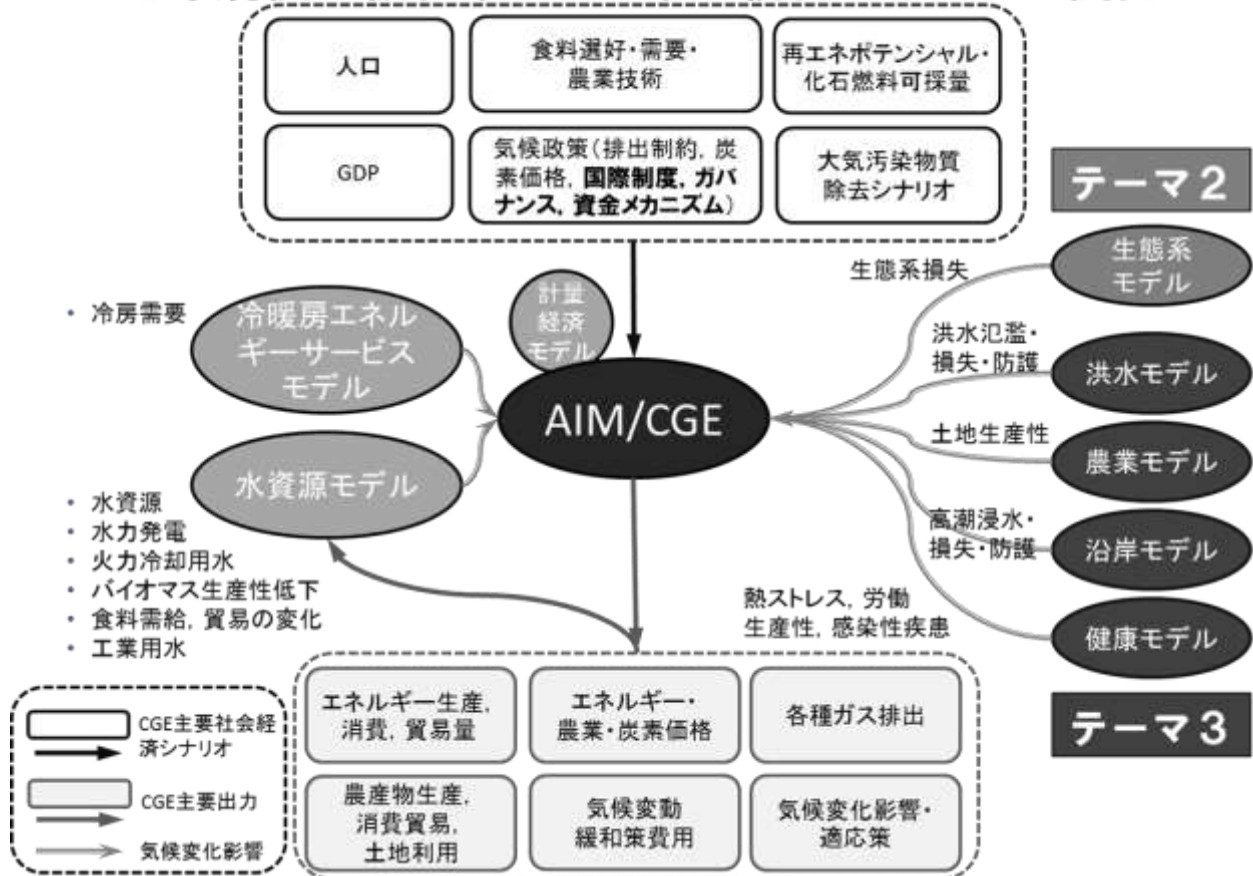 人口
食料選好・需要・
農業技術
再エネポテンシャル・
化石燃料可採量
GDP
気候政策(排出制約, 炭
素価格, 国際制度, ガバ
ナンス, 資金メカニズム)
大気汚染物質
除去シナリオ
テーマ2
生態系
モデル
生態系損失
計量
経済
モデル
・冷房需要
冷暖房エネル
ギーサービス
モデル
洪水氾濫・
損失・防護
洪水モデル
AIM/CGE
土地生産性
農業モデル
水資源モデル
・水資源
・水力発電
・火力冷却用水
・バイオマス生産性低下
・食料需給, 貿易の変化
・工業用水
高潮浸水・
損失・防護
沿岸モデル
熱ストレス, 労働
生産性, 感染性疾患
健康モデル
テーマ3
エネルギー生産,
消費, 貿易量
エネルギー・
農業・炭素価格
各種ガス排出
農産物生産,
消費貿易,
土地利用
気候変動
緩和策費用
気候変化影響・
適応策
CGE主要社会経
済シナリオ
CGE主要出力
気候変化影響